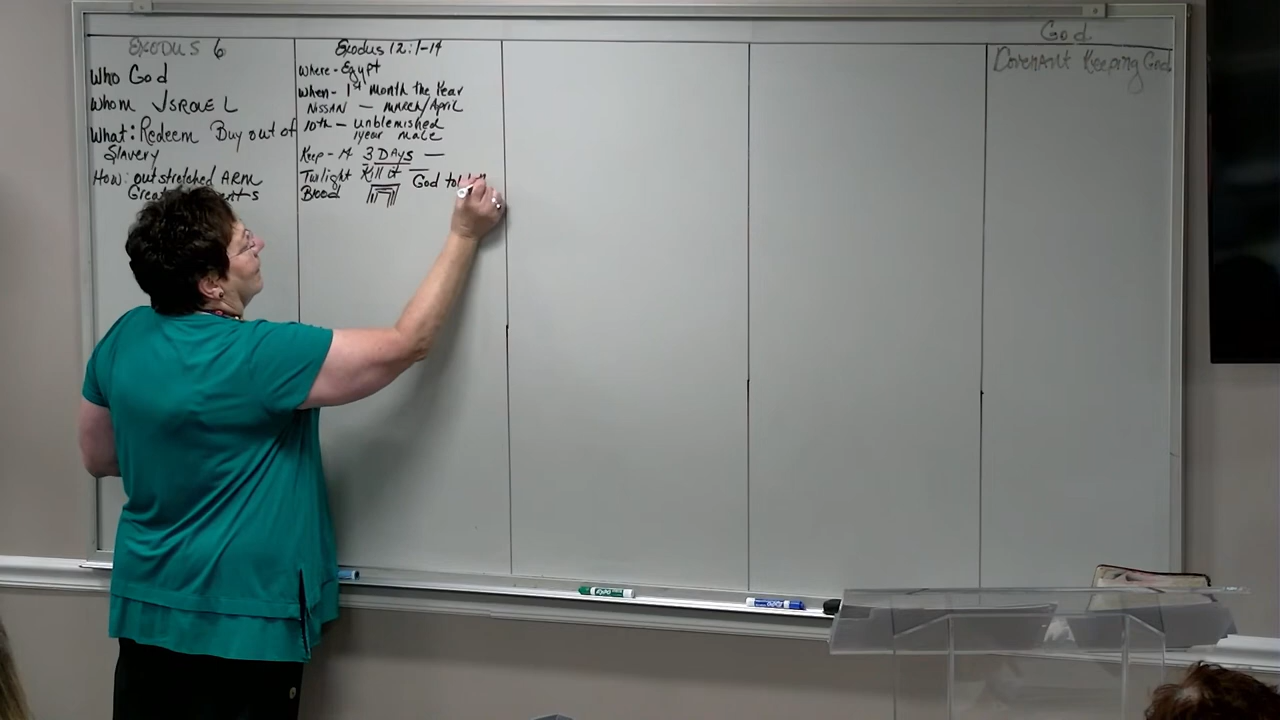 Exodus 6
Who God
Whom ISRAEL
What: Redeem Buy out of
Slavery
How: outstretched ARM
Exodus 12:1-14
Where - Egypt
When - 1st Month the Year
NISSAN — March/April
10th - unblemished
1year male
Keep - 14 3 DAYS —
Twilight Kill it —
Blood
God
God
Covenant Keeping God